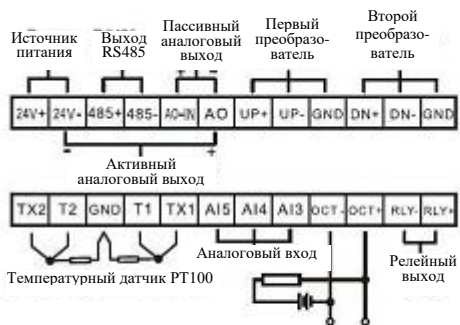 Источник питания
Выход RS485
Пассивный аналоговый выход
Первый преобразо-ватель
Второй преобразо-ватель
+ -
24V+ 24V- 485+ 485- AO-IN AO UP+ UP- GND DN+ DN- GND
- +
Активный аналоговый выход
TX2 T2 GND T1 TX1 AI5 AI4 AI3 OCT- OCT+ RLY- RLY+
Температурный датчик PT100
Аналоговый вход
Релейный выход